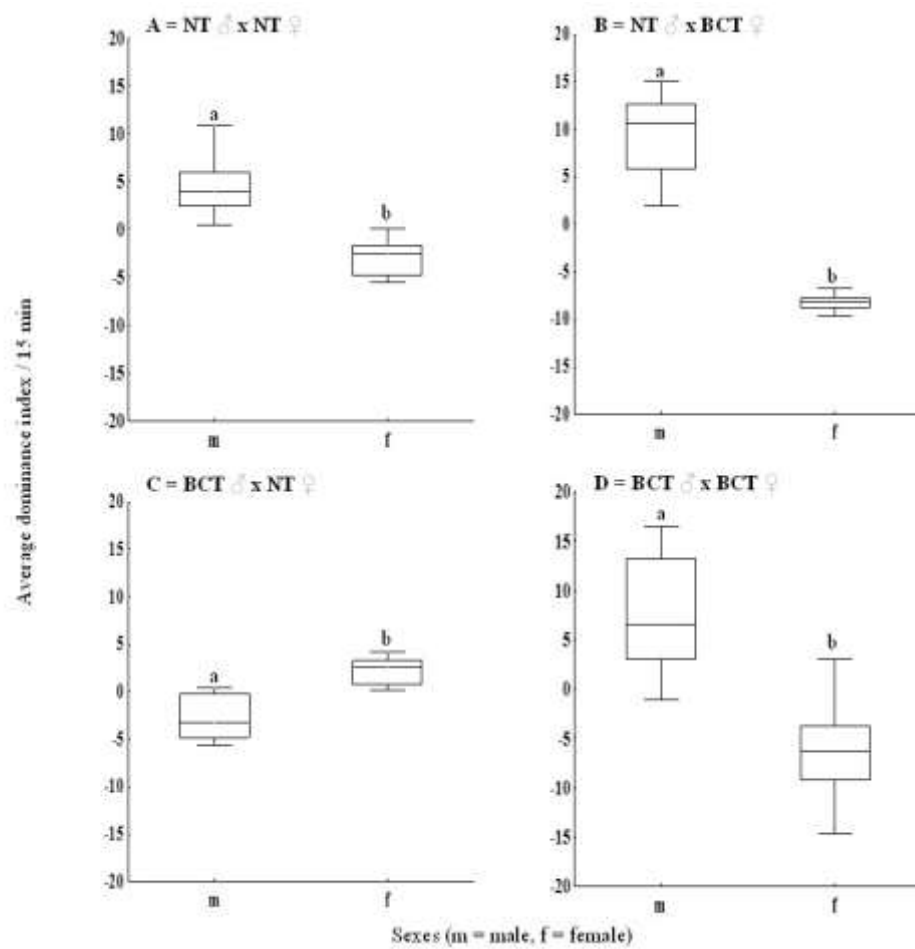 A = NT ♂ x NT ♀
20
15
10
5
0
-5
-10
-15
-20
a
b
m
f
B = NT ♂ x BCT ♀
20
15
10
5
0
-5
-10
-15
-20
a
b
m
f
C = BCT ♂ x NT ♀
20
15
10
5
0
-5
-10
-15
-20
a
b
m
f
D = BCT ♂ x BCT ♀
20
15
10
5
0
-5
-10
-15
-20
a
b
m
f
Average dominance index / 15 min
Sexes (m = male, f = female)